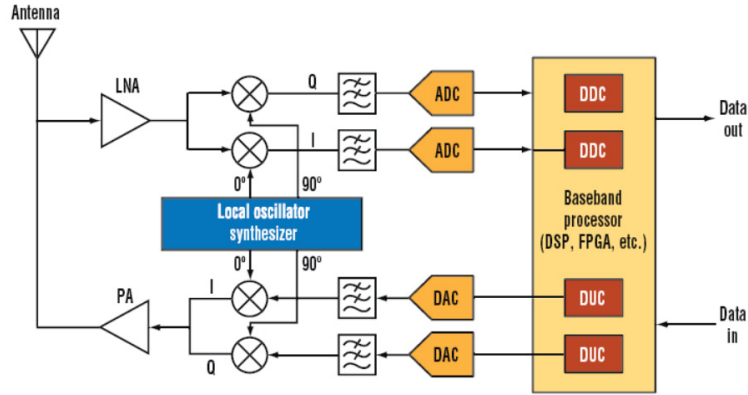 Antenna
LNA
Q
ADC
DDC
Data
out
I
ADC
DDC
0º
90º
Local oscillator
synthesizer
Baseband
processor
(DSP, FPGA, etc.)
0º
90º
PA
I
DAC
DUC
Data
in
Q
DAC
DUC